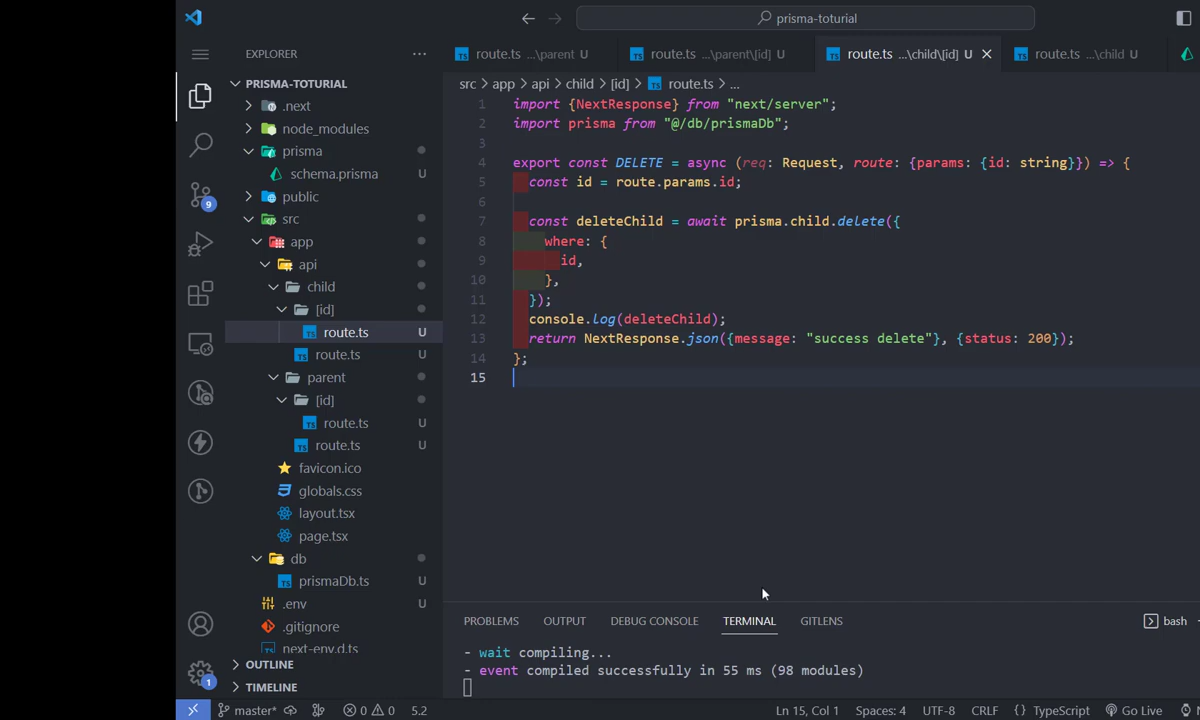 prisma-toturial
EXPLORER
PRISMA-TOTURIAL
.next
node_modules
prisma
schema.prisma U
public
src
app
api
child
[id]
route.ts U
route.ts U
parent
[id]
route.ts U
route.ts U
favicon.ico
globals.css
layout.tsx
page.tsx
db
prismaDb.ts U
.env U
.gitignore
next-env.d.ts
OUTLINE
TIMELINE
9
1
route.ts ...\parent U
route.ts ...\parent\[id] U
route.ts ...\child\[id] U
route.ts ...\child U
src > app > api > child > [id] > TS route.ts > ...
1 import {NextResponse} from "next/server";
2 import prisma from "@/db/prismaDb";
3
4 export const DELETE = async (req: Request, route: {params: {id: string}}) => {
5 const id = route.params.id;
6
7 const deleteChild = await prisma.child.delete({
8 where: {
9 id,
10 },
11 });
12 console.log(deleteChild);
13 return NextResponse.json({message: "success delete"}, {status: 200});
14 };
15
PROBLEMS OUTPUT DEBUG CONSOLE TERMINAL GITLENS
bash
- wait compiling...
- event compiled successfully in 55 ms (98 modules)
master* 0 0 5.2 Ln 15, Col 1 Spaces: 4 UTF-8 CRLF {} TypeScript Go Live